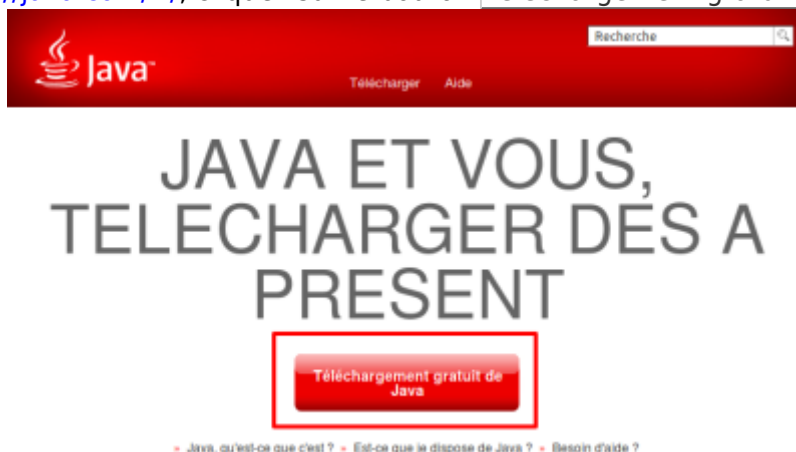 Recherche
Java
Télécharger Aide
JAVA ET VOUS,
TELECHARGER DES A
PRESENT
Téléchargement gratuit de
Java
» Java, qu'est-ce que c'est ? » Est-ce que je dispose de Java ? » Besoin d'aide ?